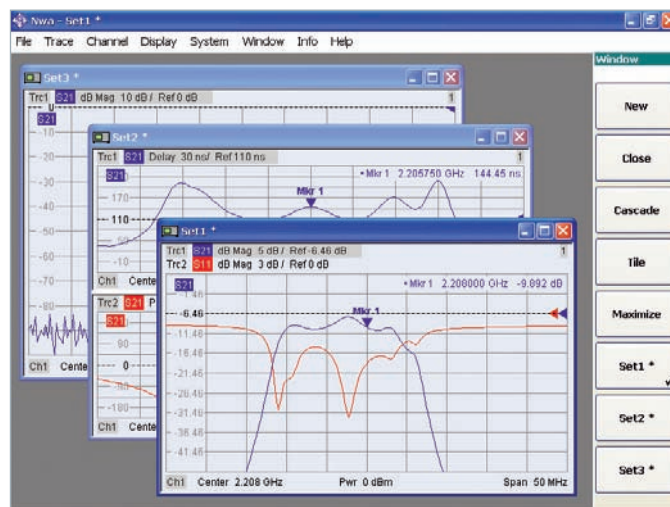 Nwa - Set1 *
File Trace Channel Display System Window Info Help
Window
New
Close
Cascade
Tile
Maximize
Set1 *
Set2 *
Set3 *
Set3 *
Trc1 S21 dB Mag 10 dB / Ref 0 dB 1
0
S21
-10
-20
-30
-40
-50
-60
-70
-80
Ch1 Cente
Set2 *
Trc1 S21 Delay 30 ns/ Ref 110 ns 1
S21
•Mkr 1 2.205750 GHz 144.45 ns
Mkr 1
170
110
50
-10
Ch1 Center
Trc2 S21 P
S21
90
0
-90
-180
Ch1 Cente
Set1 *
Trc1 S21 dB Mag 5 dB / Ref -6.46 dB 1
Trc2 S11 dB Mag 3 dB / Ref 0 dB
S21
•Mkr 1 2.208000 GHz -9.892 dB
-1.46
Mkr 1
-6.46
-11.46
-16.46
-21.46
-26.46
-31.46
-36.46
-41.46
Ch1 Center 2.208 GHz Pwr 0 dBm Span 50 MHz